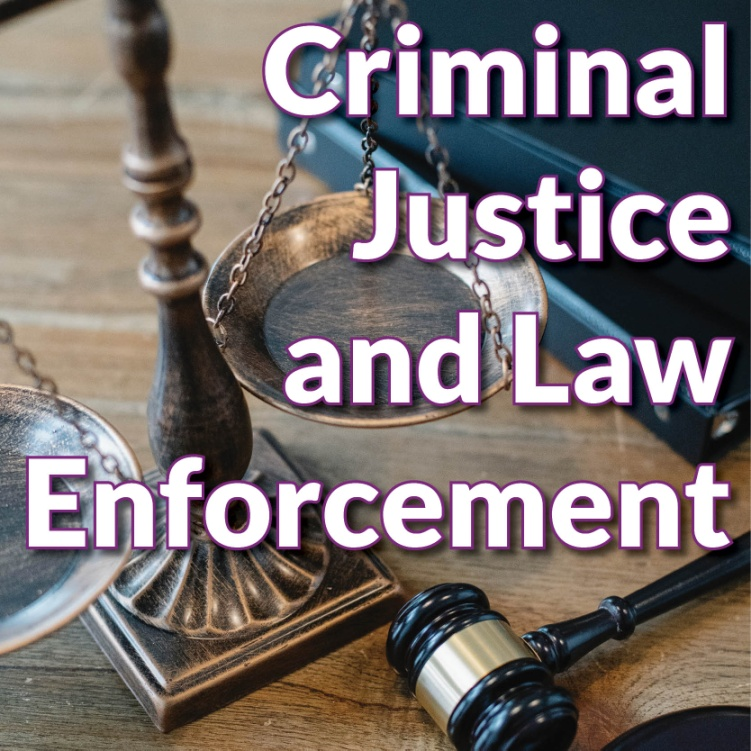 Criminal
Justice
and Law
Enforcement